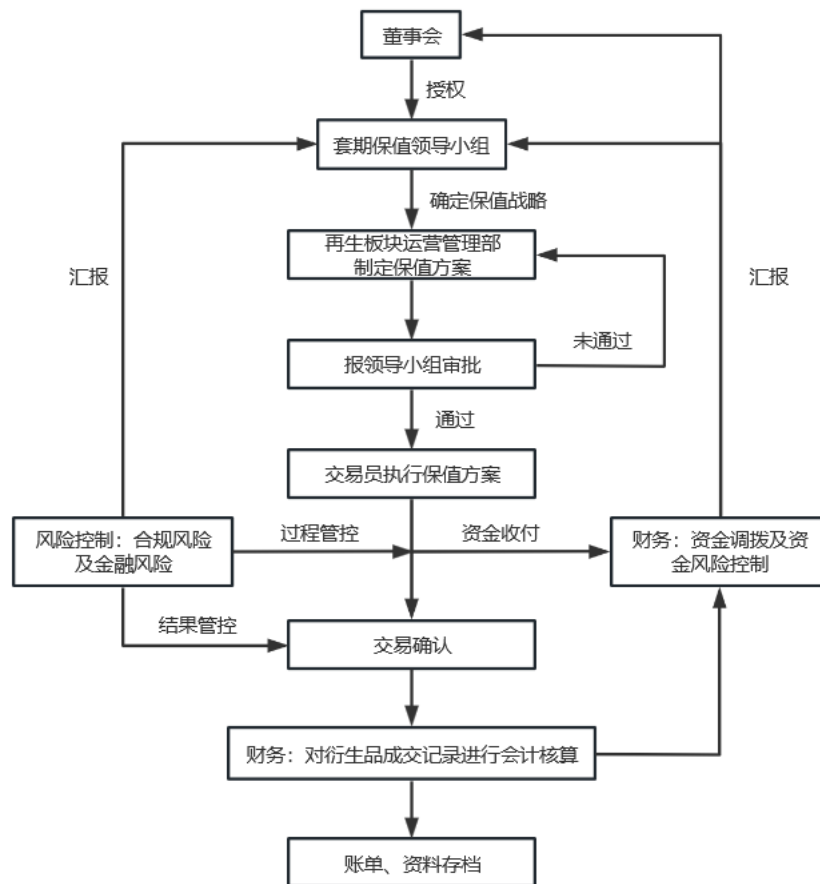 董事会
授权
套期保值领导小组
确定保值战略
再生板块运营管理部
制定保值方案
汇报
汇报
未通过
报领导小组审批
通过
交易员执行保值方案
风险控制：合规风险
及金融风险
过程管控
资金收付
财务：资金调拨及资
金风险控制
结果管控
交易确认
财务：对衍生品成交记录进行会计核算
账单、资料存档